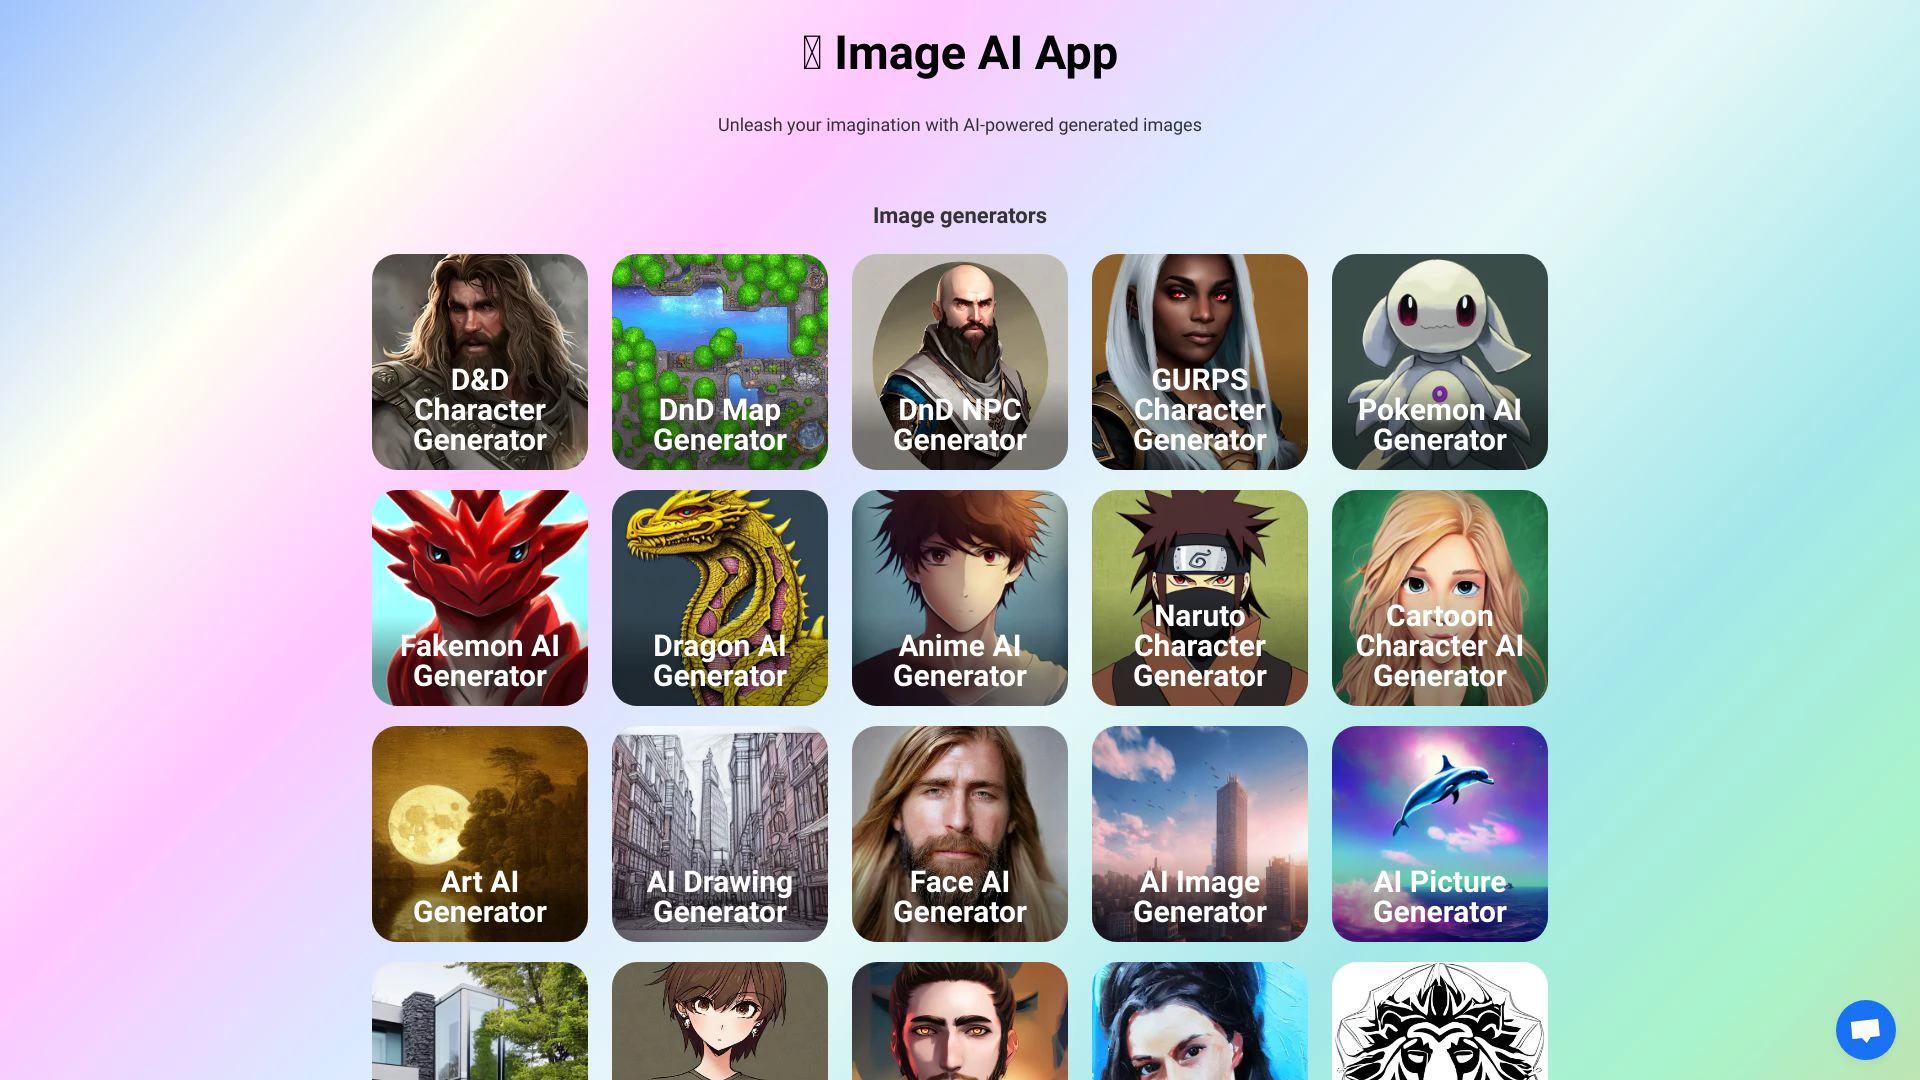 Image AI App
Unleash your imagination with AI-powered generated images
Image generators
D&D
Character
Generator
DnD Map
Generator
DnD NPC
Generator
GURPS
Character
Generator
Pokemon AI
Generator
Fakemon AI
Generator
Dragon AI
Generator
Anime AI
Generator
Naruto
Character
Generator
Cartoon
Character AI
Generator
Art AI
Generator
AI Drawing
Generator
Face AI
Generator
AI Image
Generator
AI Picture
Generator